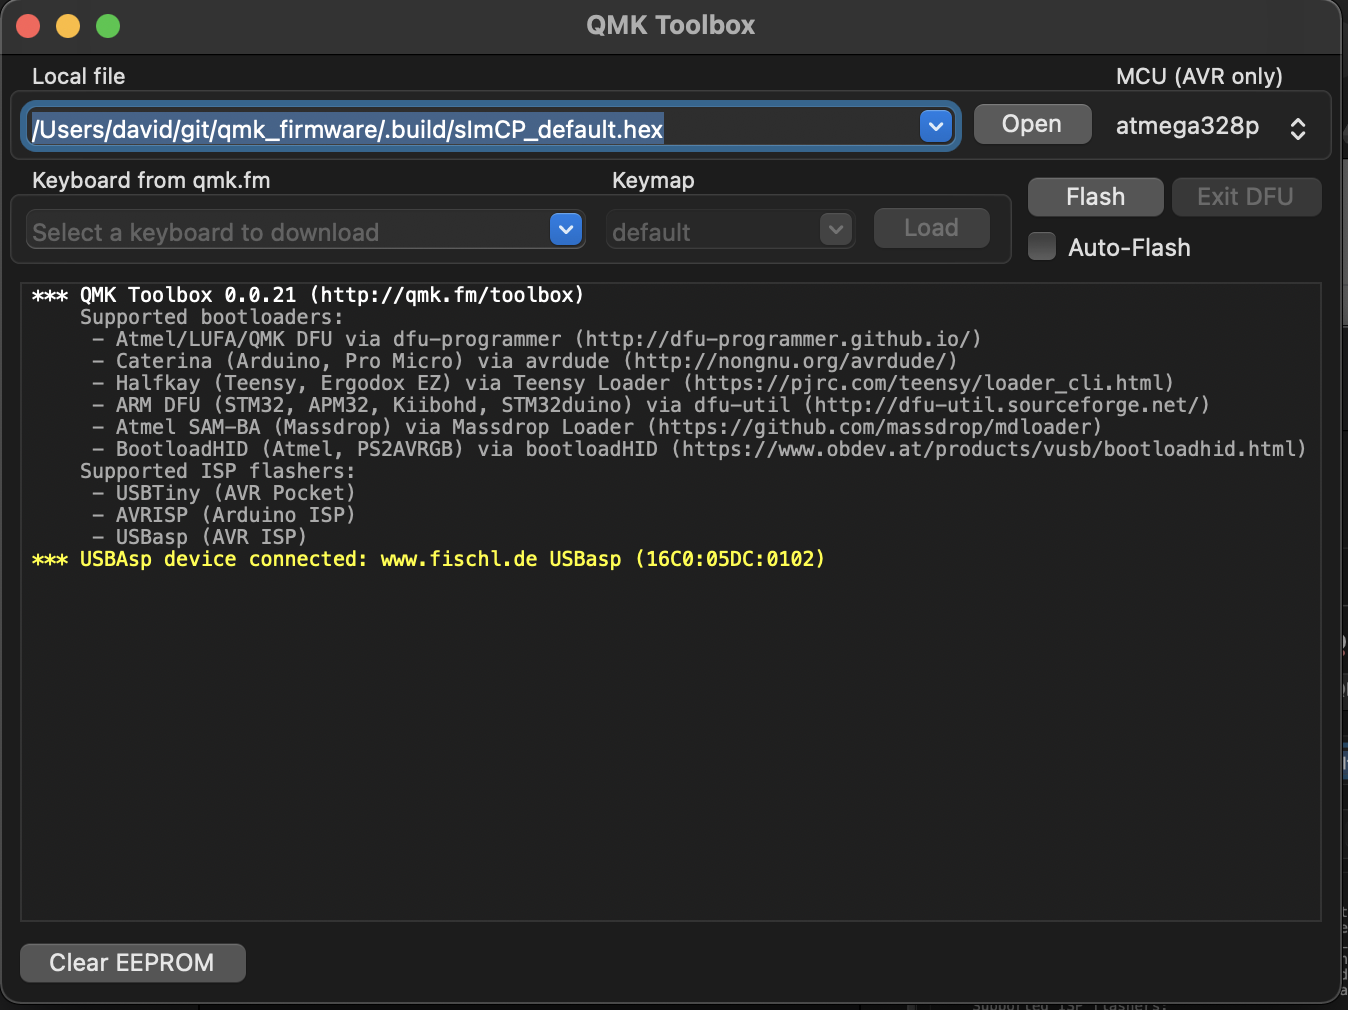 QMK Toolbox
Local file
MCU (AVR only)
/Users/david/git/qmk_firmware/.build/slmCP_default.hex
Open
atmega328p
Keyboard from qmk.fm
Keymap
Flash
Exit DFU
Select a keyboard to download
default
Load
Auto-Flash
*** QMK Toolbox 0.0.21 (http://qmk.fm/toolbox)
Supported bootloaders:
– Atmel/LUFA/QMK DFU via dfu-programmer (http://dfu-programmer.github.io/)
– Caterina (Arduino, Pro Micro) via avrdude (http://nongnu.org/avrdude/)
– Halfkay (Teensy, Ergodox EZ) via Teensy Loader (https://pjrc.com/teensy/loader_cli.html)
– ARM DFU (STM32, APM32, Kiibohd, STM32duino) via dfu-util (http://dfu-util.sourceforge.net/)
– Atmel SAM-BA (Massdrop) via Massdrop Loader (https://github.com/massdrop/mdloader)
– BootloadHID (Atmel, PS2AVRGB) via bootloadHID (https://www.obdev.at/products/vusb/bootloadhid.html)
Supported ISP flashers:
– USBTiny (AVR Pocket)
– AVRISP (Arduino ISP)
– USBasp (AVR ISP)
*** USBAsp device connected: www.fischl.de USBasp (16C0:05DC:0102)
Clear EEPROM
Supported ISP flashers: